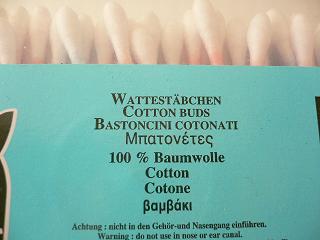 WATTESTÄBCHEN
COTTON BUDS
BASTONCINI COTONATI
Μπατονέτες
100 % Baumwolle
Cotton
Cotone
βαμβάκι
Achtung : nicht in den Gehör-und Nasengang einführen.
Warning : do not use in nose or ear canal.